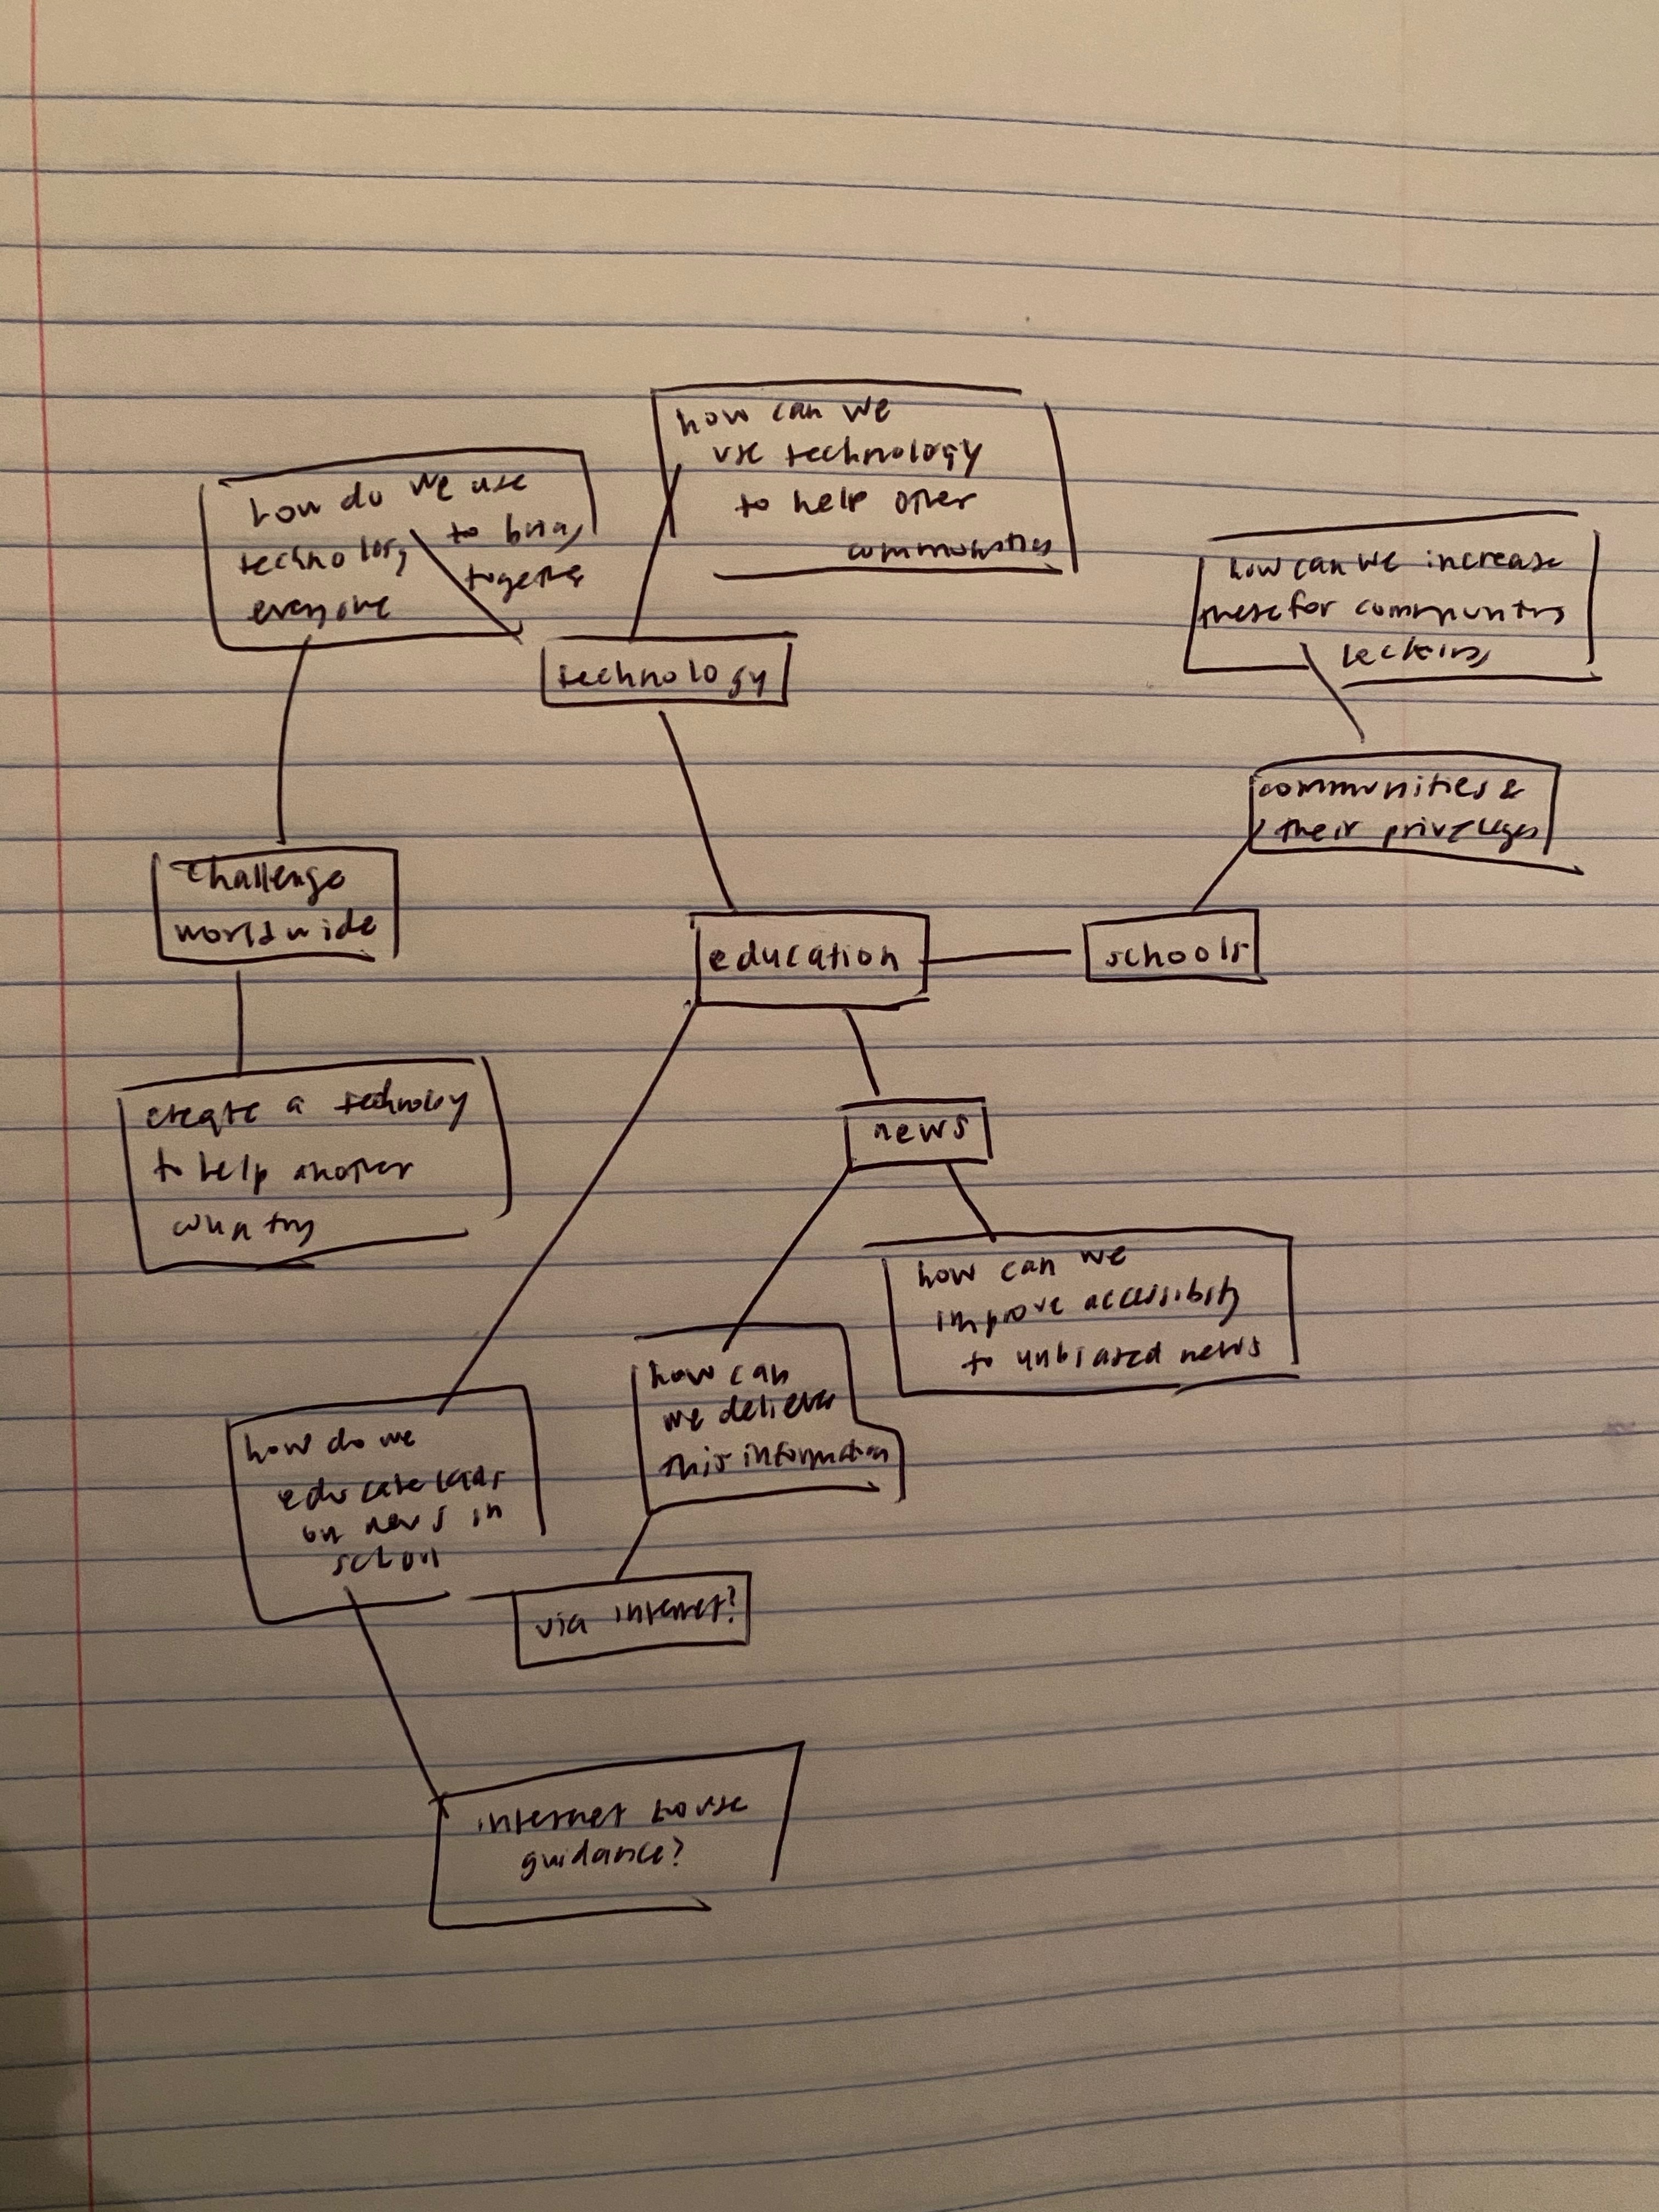 how can we
use technology
to help other
communities
how do we use
technology to bring
everyone together
how can we increase
these for communities
lacking
technology
communities &
their privileges
challenge
worldwide
education
schools
create a technology
to help another
country
news
how can we
improve accessibility
to unbiased news
how can
we deliever
this information
how do we
educate kids
on news in
school
via internet?
internet
guidance?